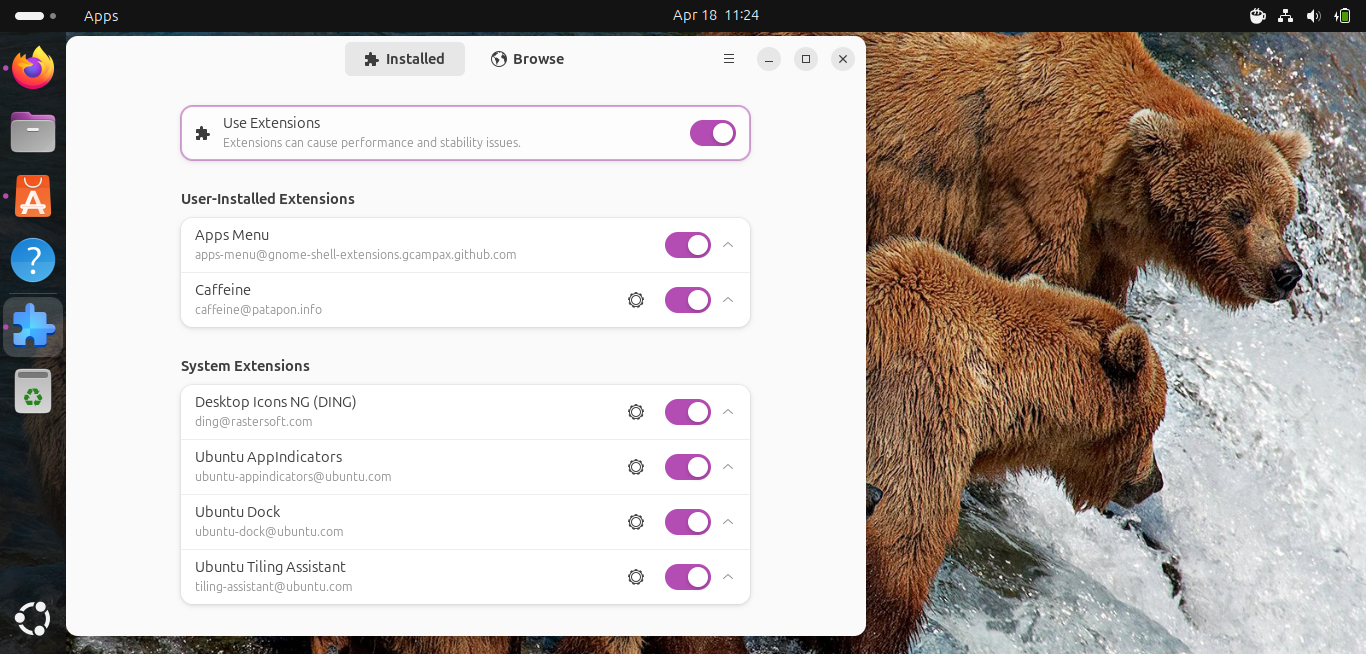 Apps
Apr 18 11:24
Installed
Browse
Use Extensions
Extensions can cause performance and stability issues.
User-Installed Extensions
Apps Menu
apps-menu@gnome-shell-extensions.gcampax.github.com
Caffeine
caffeine@patapon.info
System Extensions
Desktop Icons NG (DING)
ding@rastersoft.com
Ubuntu AppIndicators
ubuntu-appindicators@ubuntu.com
Ubuntu Dock
ubuntu-dock@ubuntu.com
Ubuntu Tiling Assistant
tiling-assistant@ubuntu.com